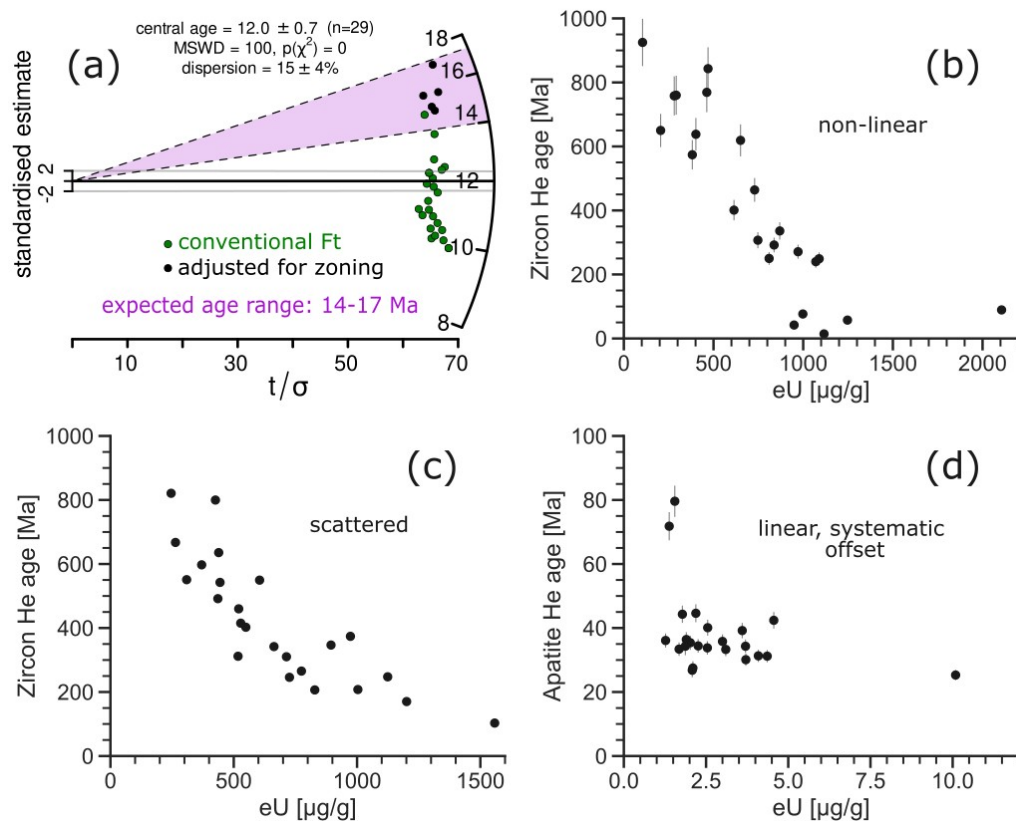 central age = 12.0 ± 0.7 (n=29)
MSWD = 100, p(χ²) = 0
dispersion = 15 ± 4%
(a)
standardised estimate
2
-2
18
16
14
12
10
8
conventional Ft
adjusted for zoning
expected age range: 14-17 Ma
10
30
50
70
t/σ
(b)
non-linear
Zircon He age [Ma]
1000
800
600
400
200
0
0
500
1000
1500
2000
eU [µg/g]
(c)
scattered
Zircon He age [Ma]
1000
800
600
400
200
0
0
500
1000
1500
eU [µg/g]
(d)
linear, systematic
offset
Apatite He age [Ma]
100
80
60
40
20
0
0.0
2.5
5.0
7.5
10.0
eU [µg/g]